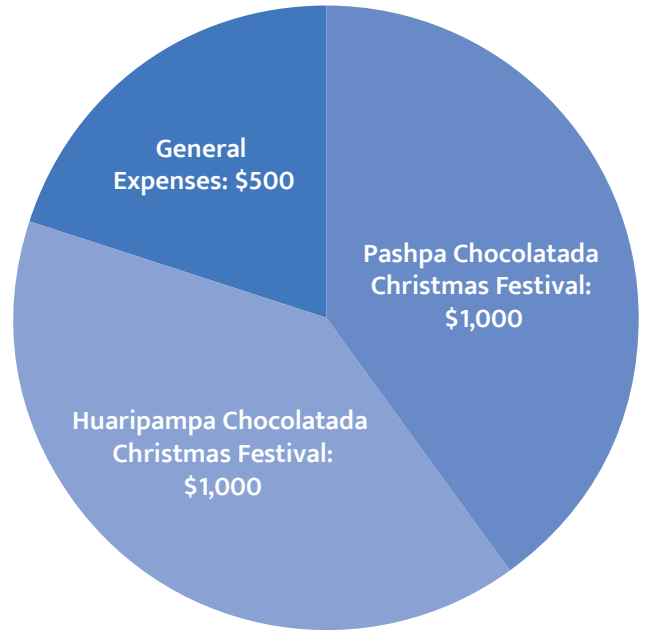 General
Expenses: $500
Pashpa Chocolatada
Christmas Festival:
$1,000
Huaripampa Chocolatada
Christmas Festival:
$1,000